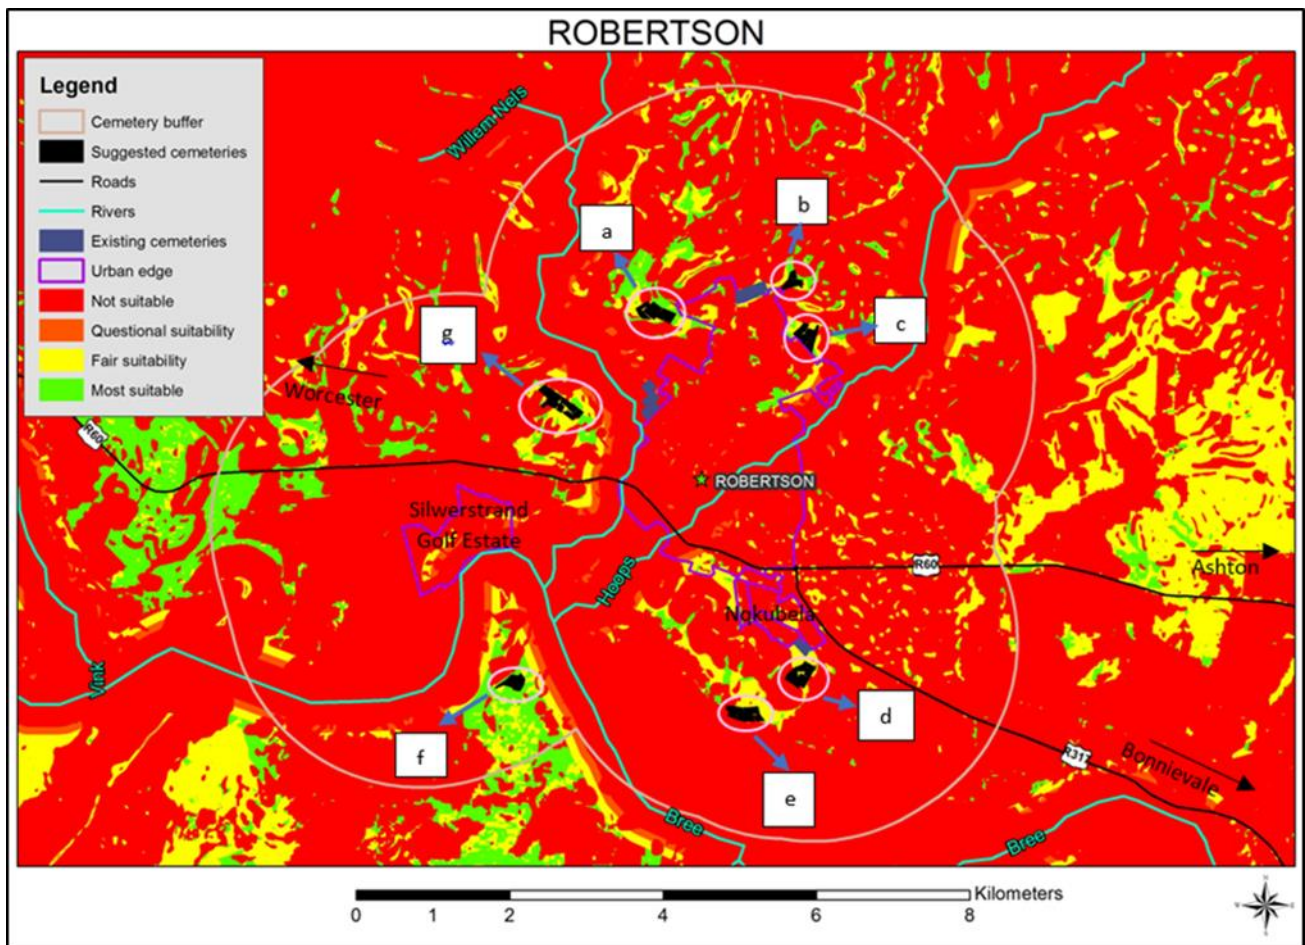 ROBERTSON
Legend
Cemetery buffer
Suggested cemeteries
Roads
Rivers
Existing cemeteries
Urban edge
Not suitable
Questional suitability
Fair suitability
Most suitable
Willem Nels
b
a
c
g
Worcester
R60
ROBERTSON
Silwerstrand
Golf Estate
Hoops
R60
Ashton
Nokubela
Vink
d
f
R317
Bonnievale
e
Bree
Bree
Kilometers
0 1 2 4 6 8
N